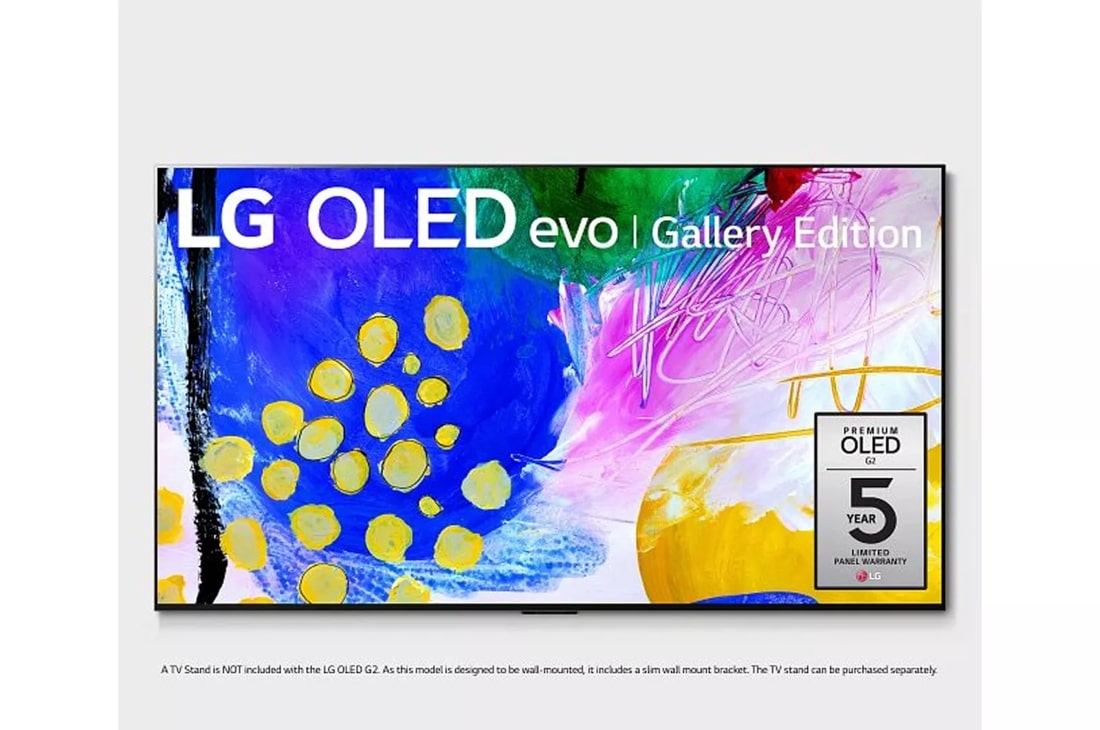 LG OLED evo | Gallery Edition
PREMIUM
OLED
G2
5
YEAR
LIMITED
PANEL WARRANTY
LG
A TV Stand is NOT included with the LG OLED G2. As this model is designed to be wall-mounted, it includes a slim wall mount bracket. The TV stand can be purchased separately.